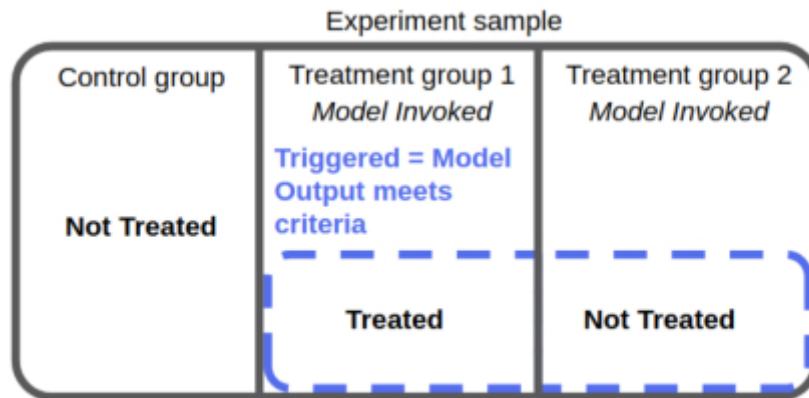 Experiment sample
Control group
Not Treated
Treatment group 1
Model Invoked
Triggered = Model
Output meets
criteria
Treated
Treatment group 2
Model Invoked
Not Treated